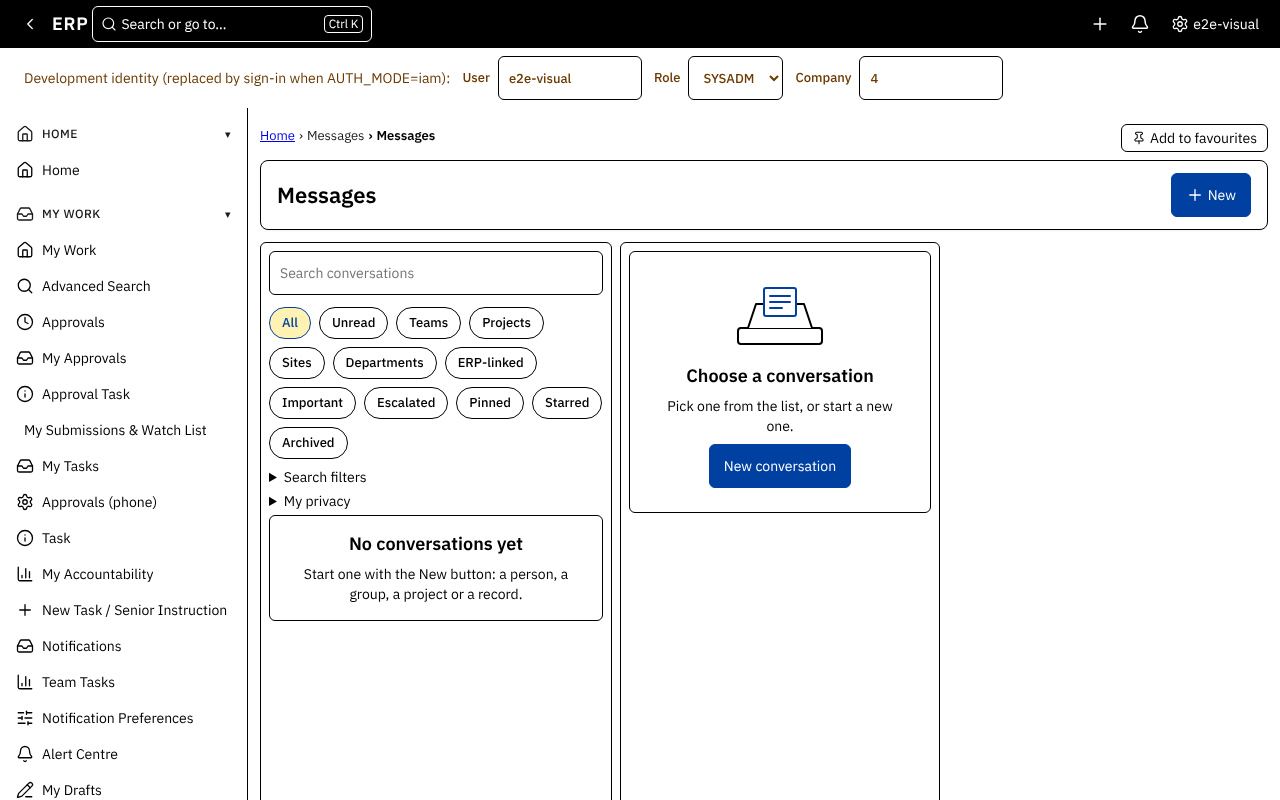 ERP
Search or go to...
Ctrl K
e2e-visual
Development identity (replaced by sign-in when AUTH_MODE=iam):
User
e2e-visual
Role
SYSADM
Company
4
HOME
Home
MY WORK
My Work
Advanced Search
Approvals
My Approvals
Approval Task
My Submissions & Watch List
My Tasks
Approvals (phone)
Task
My Accountability
New Task / Senior Instruction
Notifications
Team Tasks
Notification Preferences
Alert Centre
My Drafts
Home › Messages › Messages
Add to favourites
Messages
New
Search conversations
All
Unread
Teams
Projects
Sites
Departments
ERP-linked
Important
Escalated
Pinned
Starred
Archived
Search filters
My privacy
No conversations yet
Start one with the New button: a person, a
group, a project or a record.
Choose a conversation
Pick one from the list, or start a new
one.
New conversation